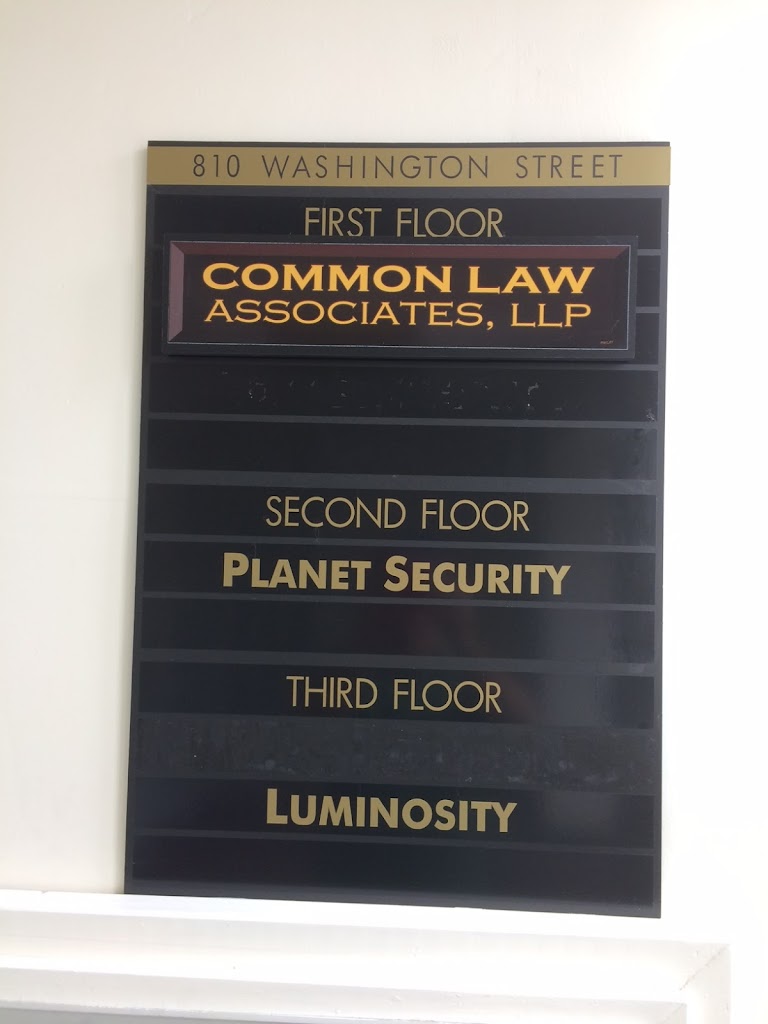 810 WASHINGTON STREET
FIRST FLOOR
COMMON LAW
ASSOCIATES, LLP
SECOND FLOOR
PLANET SECURITY
THIRD FLOOR
LUMINOSITY